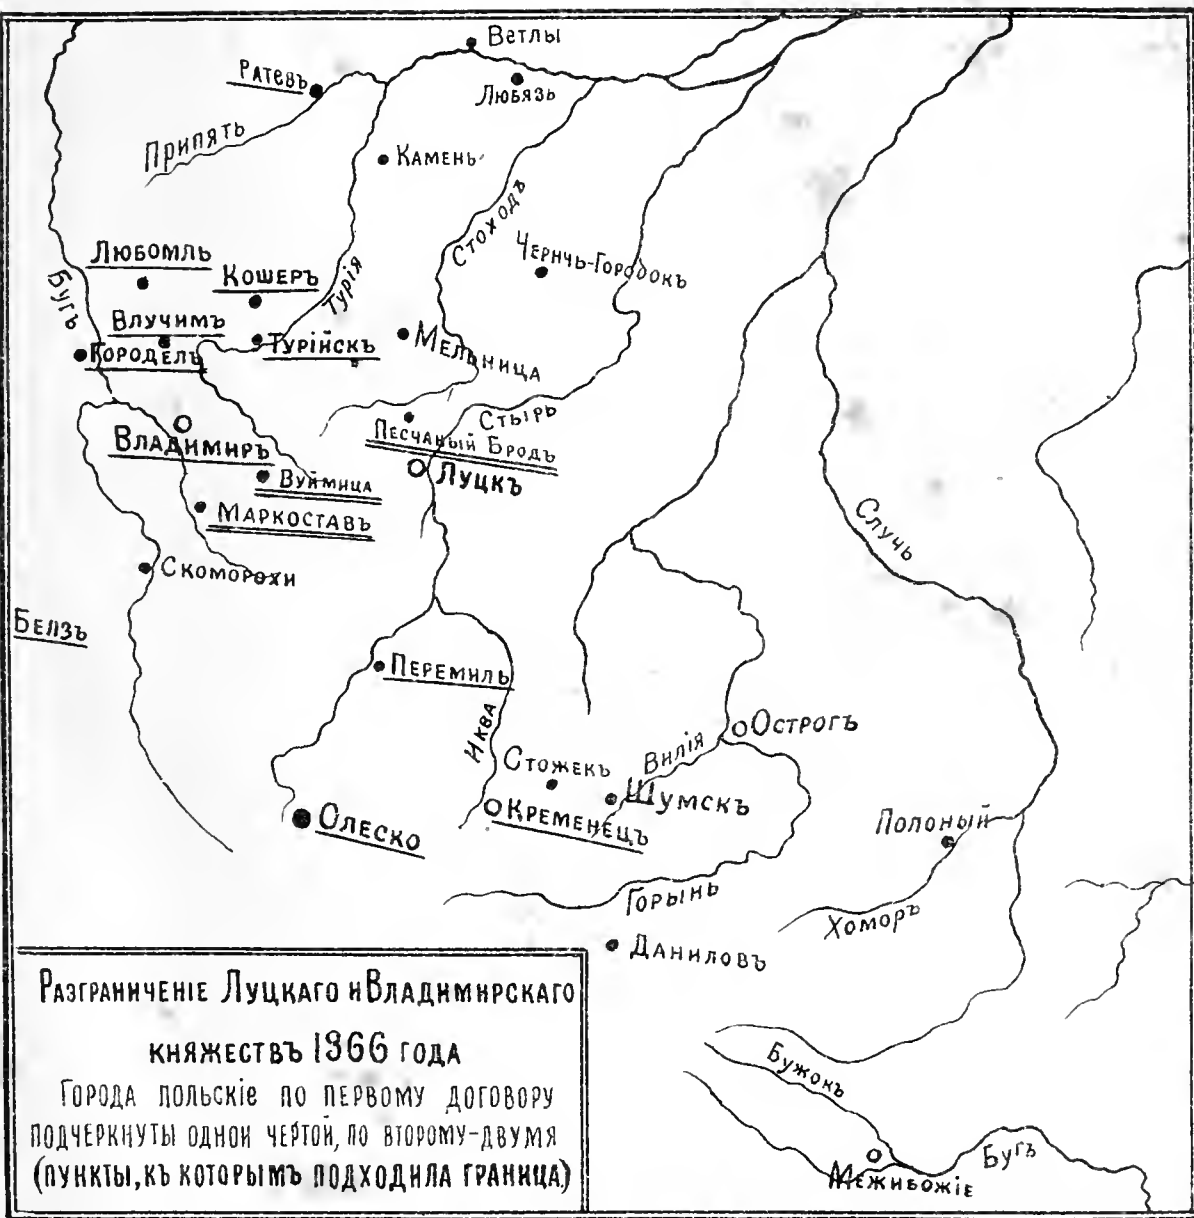 Ветлы
Ратевъ
Любязь
Припять
Камень
Стоходъ
Любомль
Кошеръ
Чернчь-Городокъ
Бугъ
Турія
Влучимъ
Городелъ
Турійскъ
Мельница
Стырь
Песчаный Бродъ
Владимиръ
Луцкъ
Вуймица
Маркоставъ
Случь
Скоморохи
Белзъ
Перемиль
Иква
Острогъ
Вилія
Стожекъ
Шумскъ
Олеско
Кременецъ
Полоный
Горынь
Хоморъ
Даниловъ
Разграниченіе Луцкаго и Владимирскаго
княжествъ 1366 года
Города польскіе по первому договору
подчеркнуты одной чертой, по второму-двумя
(пункты, къ которымъ подходила граница)
Бужокъ
Бугъ
Межибожіе